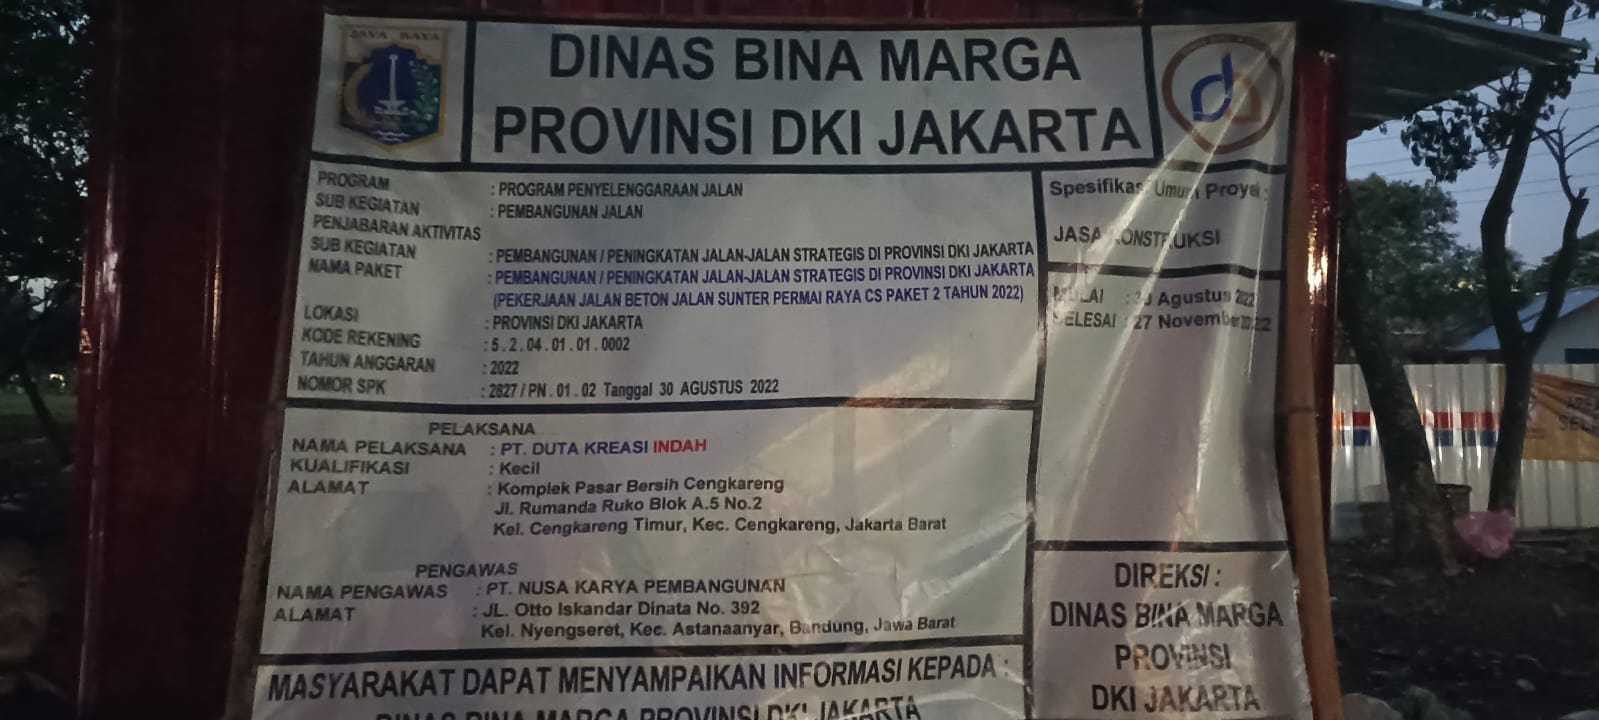 JAYA RAYA
DINAS BINA MARGA
PROVINSI DKI JAKARTA
PROGRAM : PROGRAM PENYELENGGARAAN JALAN
SUB KEGIATAN : PEMBANGUNAN JALAN
PENJABARAN AKTIVITAS
SUB KEGIATAN : PEMBANGUNAN / PENINGKATAN JALAN-JALAN STRATEGIS DI PROVINSI DKI JAKARTA
NAMA PAKET : PEMBANGUNAN / PENINGKATAN JALAN-JALAN STRATEGIS DI PROVINSI DKI JAKARTA
(PEKERJAAN JALAN BETON JALAN SUNTER PERMAI RAYA CS PAKET 2 TAHUN 2022)
LOKASI : PROVINSI DKI JAKARTA
KODE REKENING : 5 . 2 . 04 . 01 . 01 . 0002
TAHUN ANGGARAN : 2022
NOMOR SPK : 2827 / PN . 01 . 02 Tanggal 30 AGUSTUS 2022
Spesifikasi Umum Proyek :
JASA KONSTRUKSI
MULAI : 30 Agustus 2022
SELESAI : 27 November 2022
PELAKSANA
NAMA PELAKSANA : PT. DUTA KREASI INDAH
KUALIFIKASI : Kecil
ALAMAT : Komplek Pasar Bersih Cengkareng
Jl. Rumanda Ruko Blok A.5 No.2
Kel. Cengkareng Timur, Kec. Cengkareng, Jakarta Barat
PENGAWAS
NAMA PENGAWAS : PT. NUSA KARYA PEMBANGUNAN
ALAMAT : JL. Otto Iskandar Dinata No. 392
Kel. Nyengseret, Kec. Astanaanyar, Bandung, Jawa Barat
DIREKSI :
DINAS BINA MARGA
PROVINSI
DKI JAKARTA
MASYARAKAT DAPAT MENYAMPAIKAN INFORMASI KEPADA :
DINAS BINA MARGA PROVINSI DKI JAKARTA